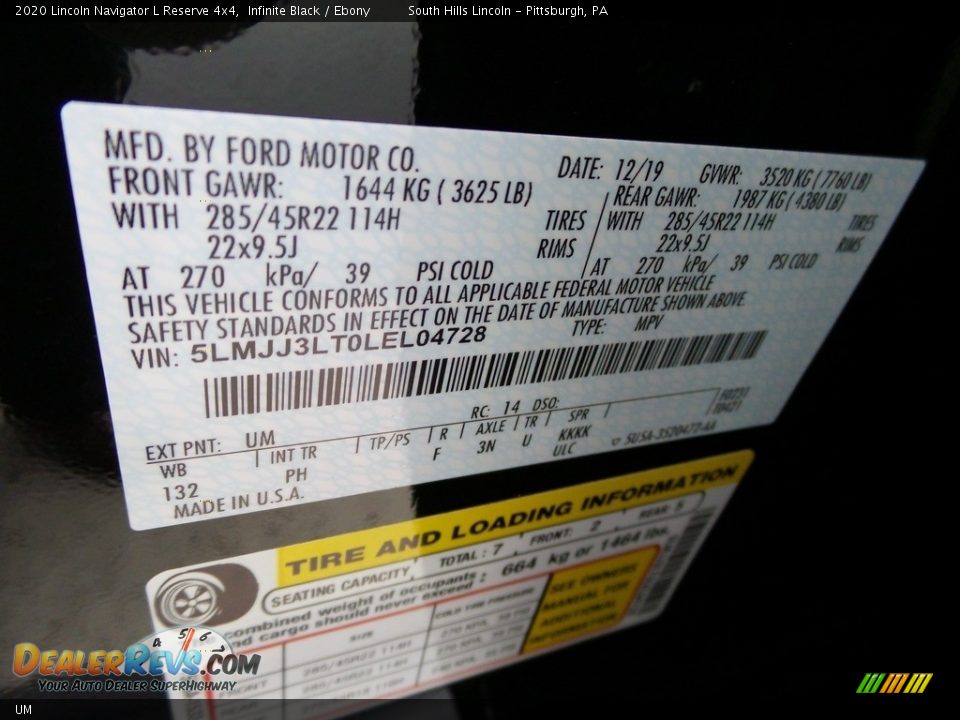 2020 Lincoln Navigator L Reserve 4x4, Infinite Black / Ebony South Hills Lincoln - Pittsburgh, PA
MFD. BY FORD MOTOR CO. DATE: 12/19 GVWR: 3520 KG ( 7760 LB)
FRONT GAWR: 1644 KG ( 3625 LB) REAR GAWR: 1987 KG ( 4380 LB)
WITH 285/45R22 114H TIRES WITH 285/45R22 114H TIRES
22x9.5J RIMS 22x9.5J RIMS
AT 270 kPa/ 39 PSI COLD AT 270 kPa/ 39 PSI COLD
THIS VEHICLE CONFORMS TO ALL APPLICABLE FEDERAL MOTOR VEHICLE
SAFETY STANDARDS IN EFFECT ON THE DATE OF MANUFACTURE SHOWN ABOVE.
VIN: 5LMJJ3LT0LEL04728 TYPE: MPV
EXT PNT: UM RC: 14 DSO:
WB INT TR TP/PS R AXLE TR SPR
132 PH F 3N U KKKK
ULC
MADE IN U.S.A. 5USA-3520472-AA
TIRE AND LOADING INFORMATION
SEATING CAPACITY TOTAL : 7 FRONT: 2 REAR: 5
combined weight of occupants : 664 kg or 1464 lbs.
and cargo should never exceed
SIZE COLD TIRE PRESSURE
SEE OWNERS
MANUAL FOR
ADDITIONAL
INFORMATION
285/45R22 114H
DEALERREVS.COM
Your Auto Dealer SuperHighway
UM